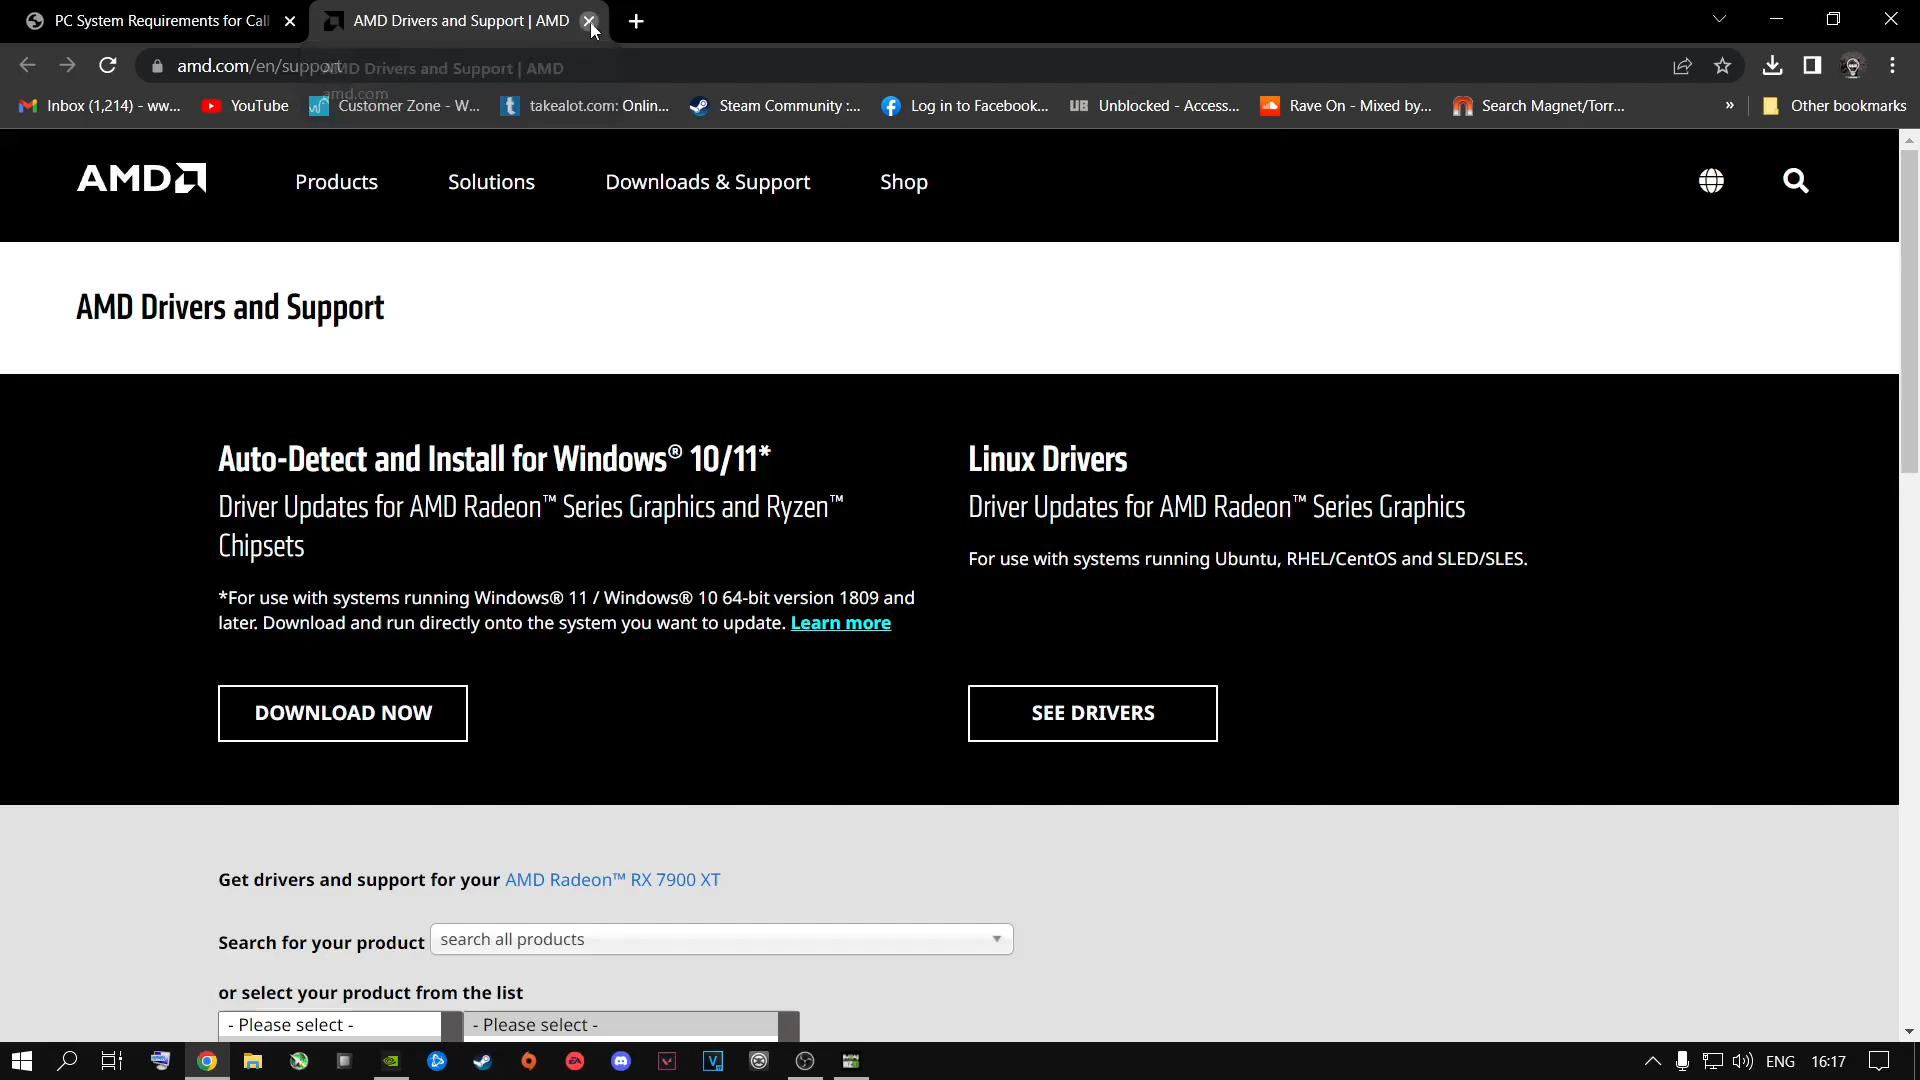 PC System Requirements for Call
AMD Drivers and Support | AMD
amd.com/en/support
AMD Drivers and Support | AMD
amd.com
Inbox (1,214) - ww...
YouTube
Customer Zone - W...
takealot.com: Onlin...
Steam Community :...
Log in to Facebook...
UB
Unblocked - Access...
Rave On - Mixed by...
Search Magnet/Torr...
»
Other bookmarks
AMD
Products
Solutions
Downloads & Support
Shop
AMD Drivers and Support
Auto-Detect and Install for Windows® 10/11*
Driver Updates for AMD Radeon™ Series Graphics and Ryzen™
Chipsets
*For use with systems running Windows® 11 / Windows® 10 64-bit version 1809 and
later. Download and run directly onto the system you want to update. Learn more
DOWNLOAD NOW
Linux Drivers
Driver Updates for AMD Radeon™ Series Graphics
For use with systems running Ubuntu, RHEL/CentOS and SLED/SLES.
SEE DRIVERS
Get drivers and support for your AMD Radeon™ RX 7900 XT
Search for your product
search all products
or select your product from the list
- Please select -
- Please select -
ENG
16:17